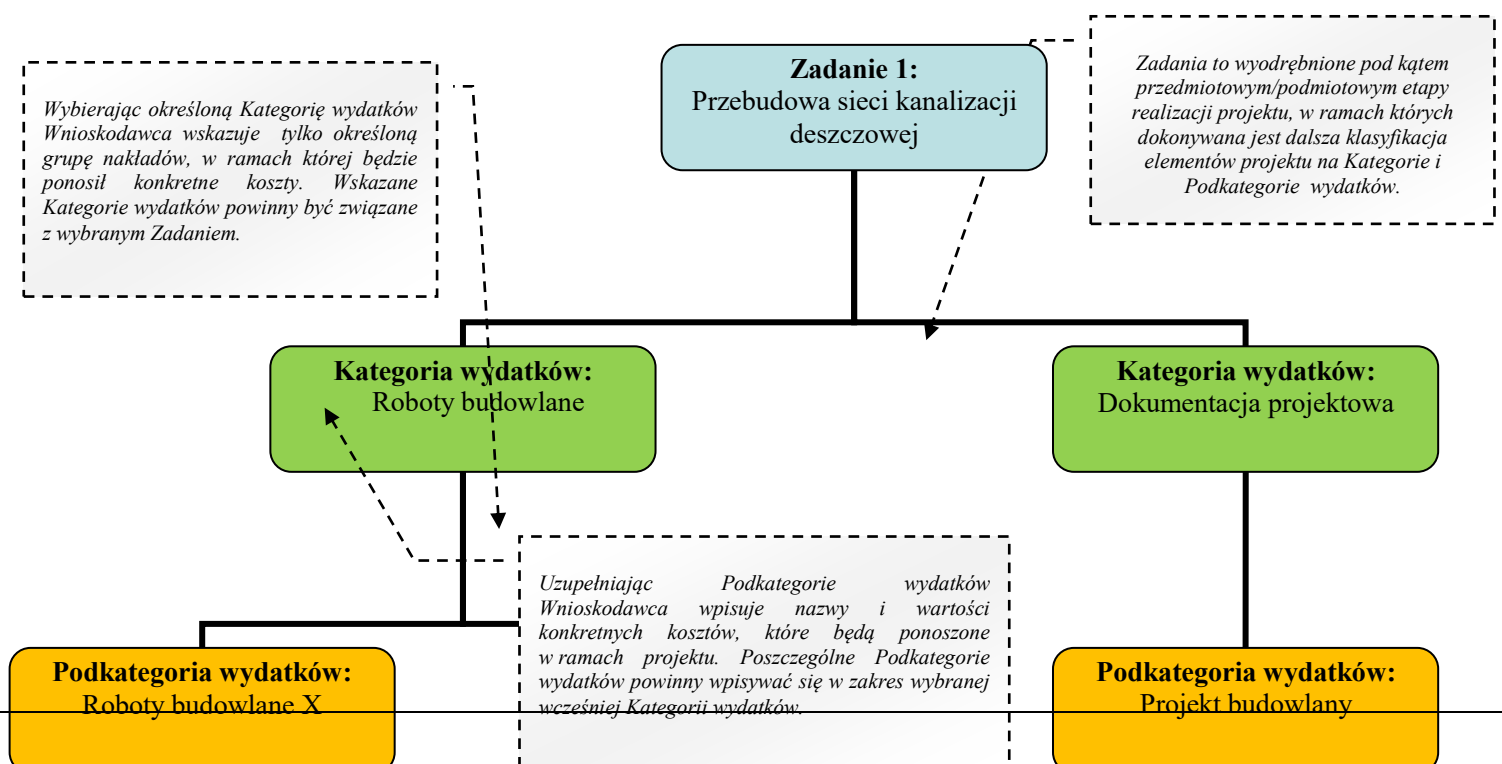 Zadanie 1:
Przebudowa sieci kanalizacji
deszczowej
Wybierając określoną Kategorię wydatków
Wnioskodawca wskazuje tylko określoną
grupę nakładów, w ramach której będzie
ponosił konkretne koszty. Wskazane
Kategorie wydatków powinny być związane
z wybranym Zadaniem.
Zadania to wyodrębnione pod kątem
przedmiotowym/podmiotowym etapy
realizacji projektu, w ramach których
dokonywana jest dalsza klasyfikacja
elementów projektu na Kategorie i
Podkategorie wydatków.
Kategoria wydatków:
Roboty budowlane
Kategoria wydatków:
Dokumentacja projektowa
Uzupełniając Podkategorie wydatków
Wnioskodawca wpisuje nazwy i wartości
konkretnych kosztów, które będą ponoszone
w ramach projektu. Poszczególne Podkategorie
wydatków powinny wpisywać się w zakres wybranej
wcześniej Kategorii wydatków.
Podkategoria wydatków:
Roboty budowlane X
Podkategoria wydatków:
Projekt budowlany